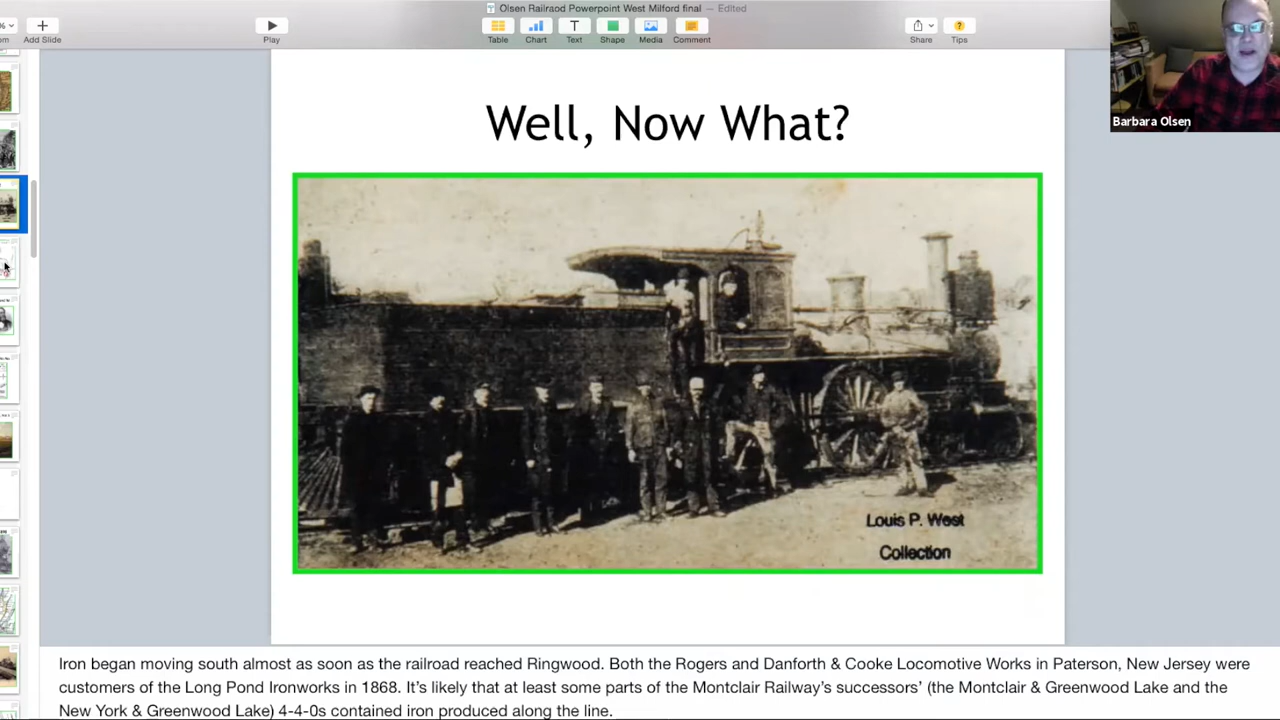 Olsen Railraod Powerpoint West Milford final — Edited
Add Slide
Play
Table
Chart
Text
Shape
Media
Comment
Share
Tips
Barbara Olsen
Well, Now What?
Louis P. West
Collection
Iron began moving south almost as soon as the railroad reached Ringwood. Both the Rogers and Danforth & Cooke Locomotive Works in Paterson, New Jersey were
customers of the Long Pond Ironworks in 1868. It’s likely that at least some parts of the Montclair Railway’s successors’ (the Montclair & Greenwood Lake and the
New York & Greenwood Lake) 4-4-0s contained iron produced along the line.